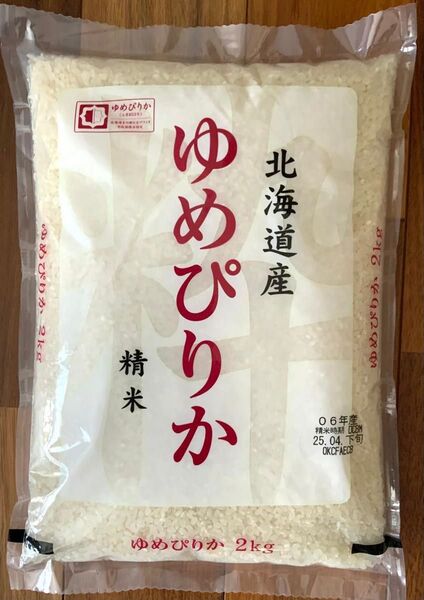 ゆめぴりか
北海道産
ゆめぴりか
精米
ゆめぴりか 2kg
ゆめぴりか 2kg
06年産
精米時期
25.04.下旬
OKCFAEC9
ゆめぴりか 2kg